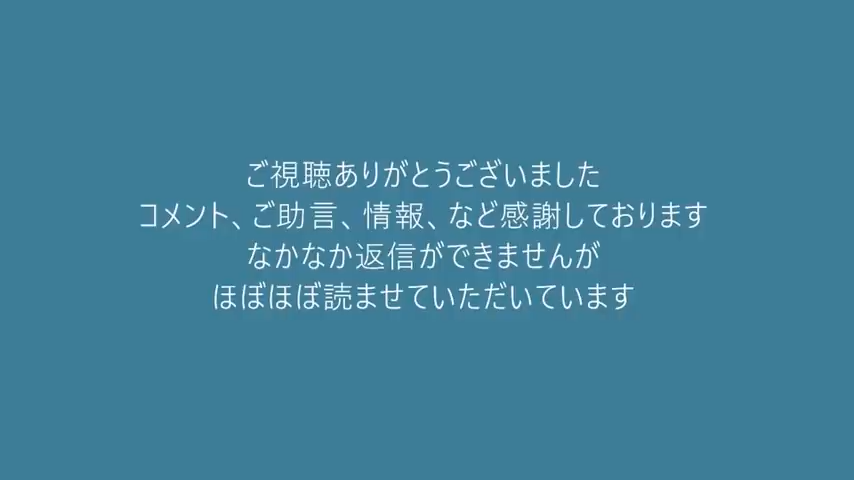 ご視聴ありがとうございました
コメント、ご助言、情報、など感謝しております
なかなか返信ができませんが
ほぼほぼ読ませていただいています